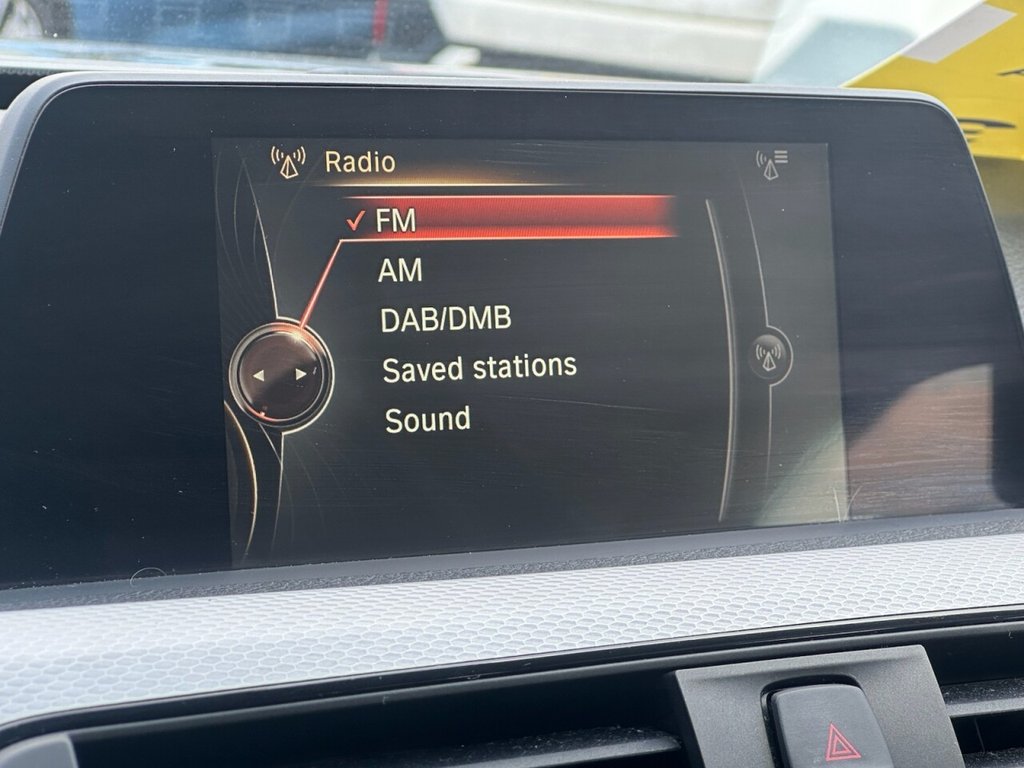 Radio
FM
AM
DAB/DMB
Saved stations
Sound